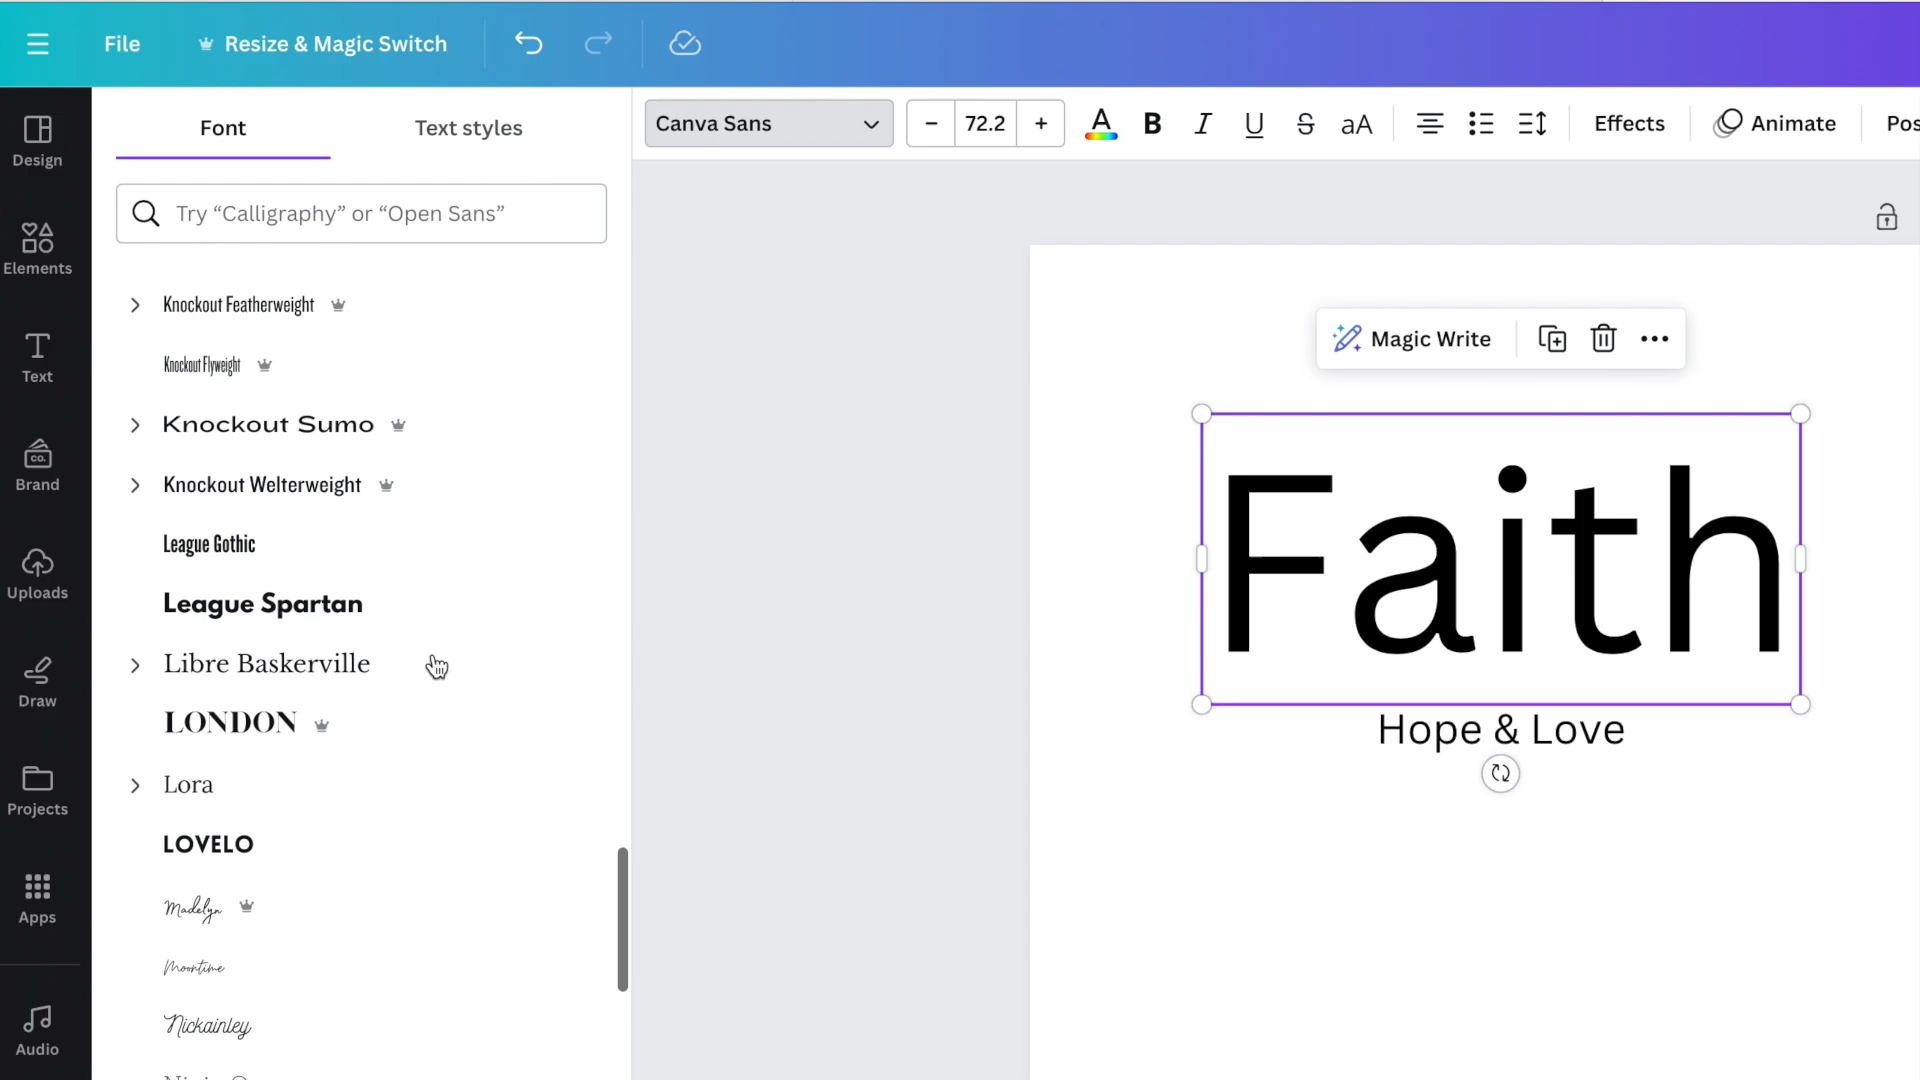 File
Resize & Magic Switch
Design
Elements
Text
Brand
CO.
Uploads
Draw
Projects
Apps
Audio
Font
Text styles
Try “Calligraphy” or “Open Sans”
Knockout Featherweight
Knockout Flyweight
Knockout Sumo
Knockout Welterweight
League Gothic
League Spartan
Libre Baskerville
LONDON
Lora
LOVELO
Madelyn
Moontime
Nickainley
Canva Sans
− 72.2 +
A B I U S aA
Effects
Animate
Pos
Magic Write
Faith
Hope & Love